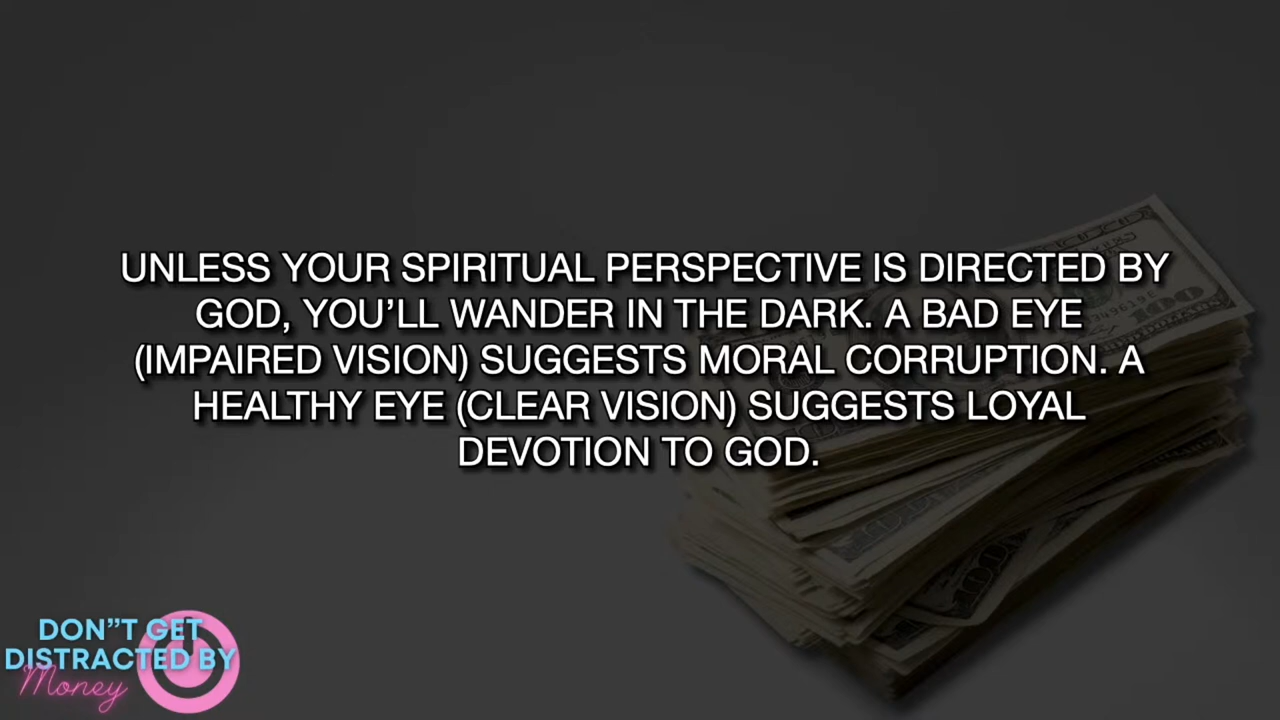 UNLESS YOUR SPIRITUAL PERSPECTIVE IS DIRECTED BY
GOD, YOU'LL WANDER IN THE DARK. A BAD EYE
(IMPAIRED VISION) SUGGESTS MORAL CORRUPTION. A
HEALTHY EYE (CLEAR VISION) SUGGESTS LOYAL
DEVOTION TO GOD.
DON"T GET
DISTRACTED BY
Money
100